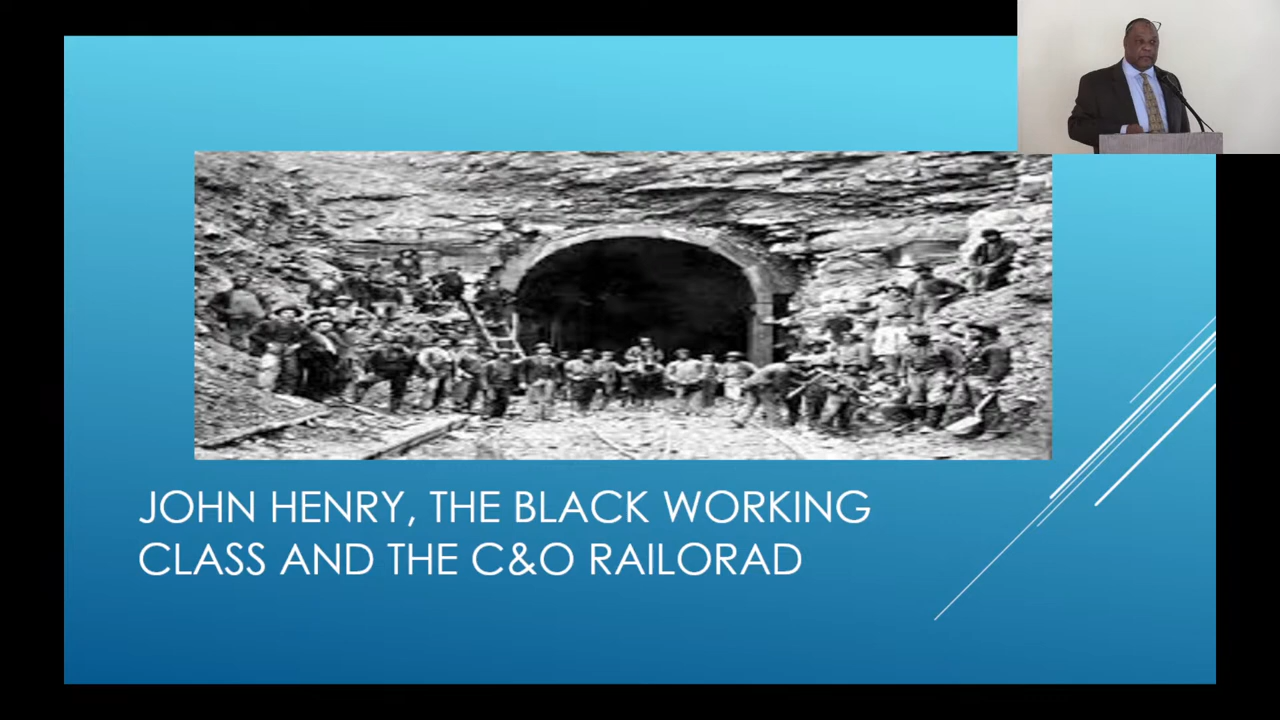 JOHN HENRY, THE BLACK WORKING
CLASS AND THE C&O RAILORAD